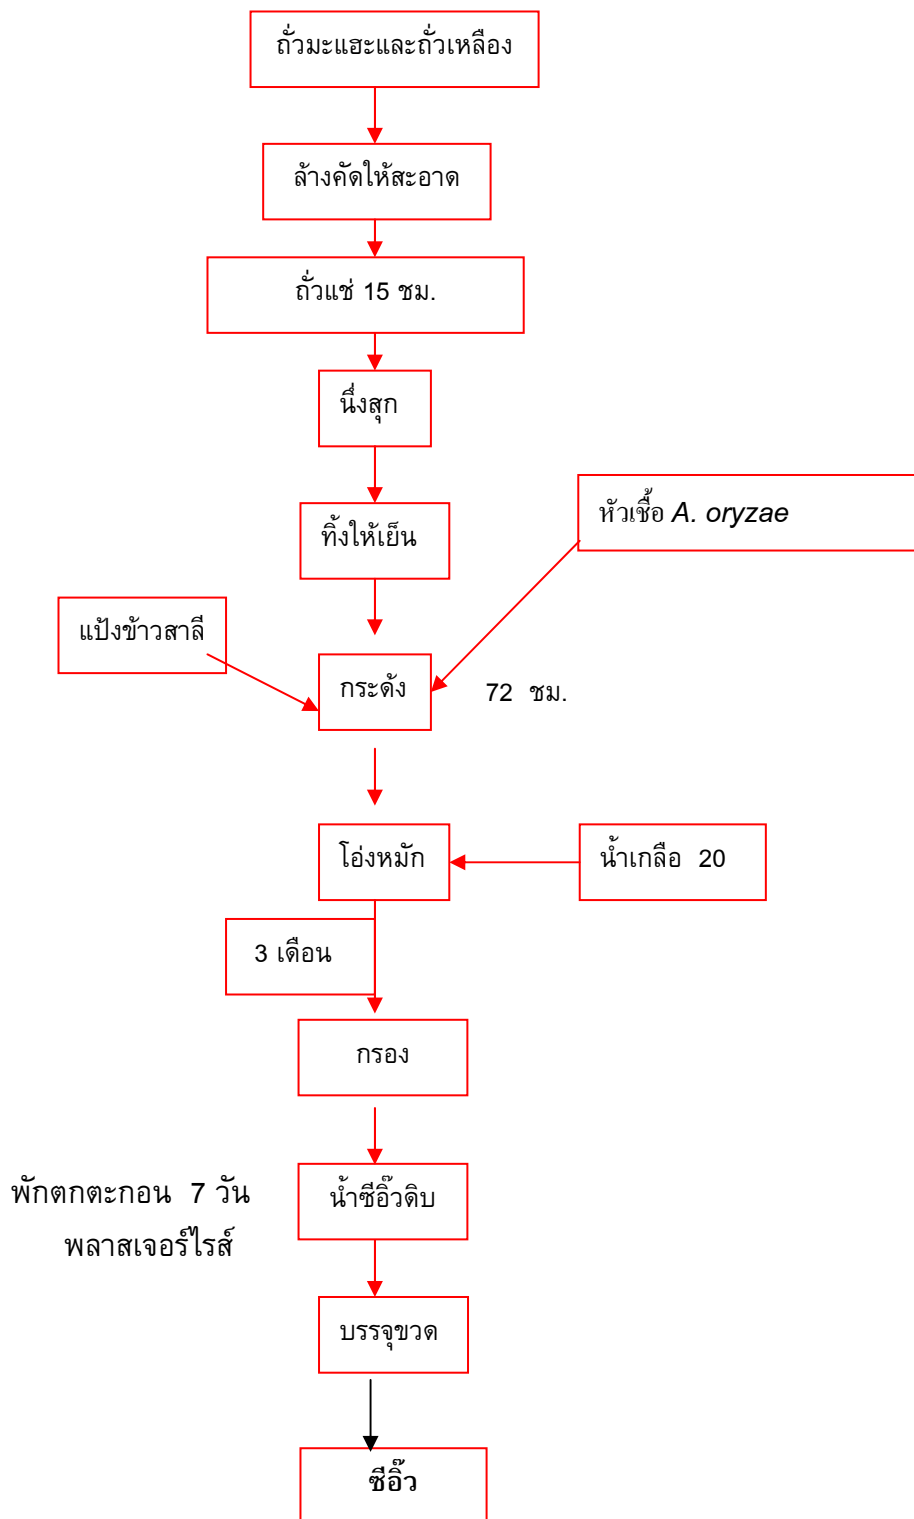 ถั่วมะแฮะและถั่วเหลือง
ล้างคัดให้สะอาด
ถั่วแช่ 15 ชม.
นึ่งสุก
ทิ้งให้เย็น
หัวเชื้อ A. oryzae
แป้งข้าวสาลี
กระด้ง
72 ชม.
โอ่งหมัก
น้ำเกลือ 20
3 เดือน
กรอง
พักตกตะกอน 7 วัน
พลาสเจอร์ไรส์
น้ำซีอิ๊วดิบ
บรรจุขวด
ซีอิ๊ว